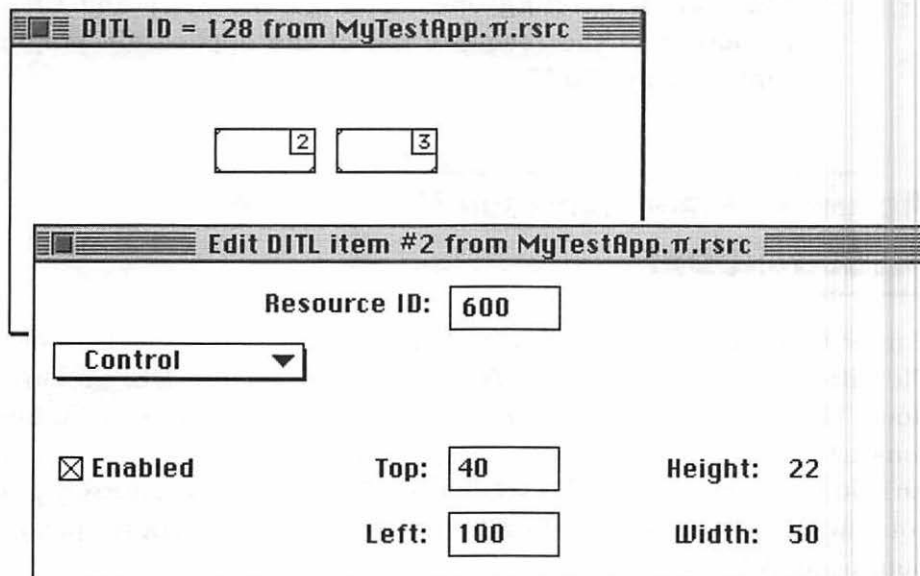 DITL ID = 128 from MyTestApp.π.rsrc
2 3
Edit DITL item #2 from MyTestApp.π.rsrc
Resource ID: 600
Control
Enabled Top: 40 Height: 22
Left: 100 Width: 50